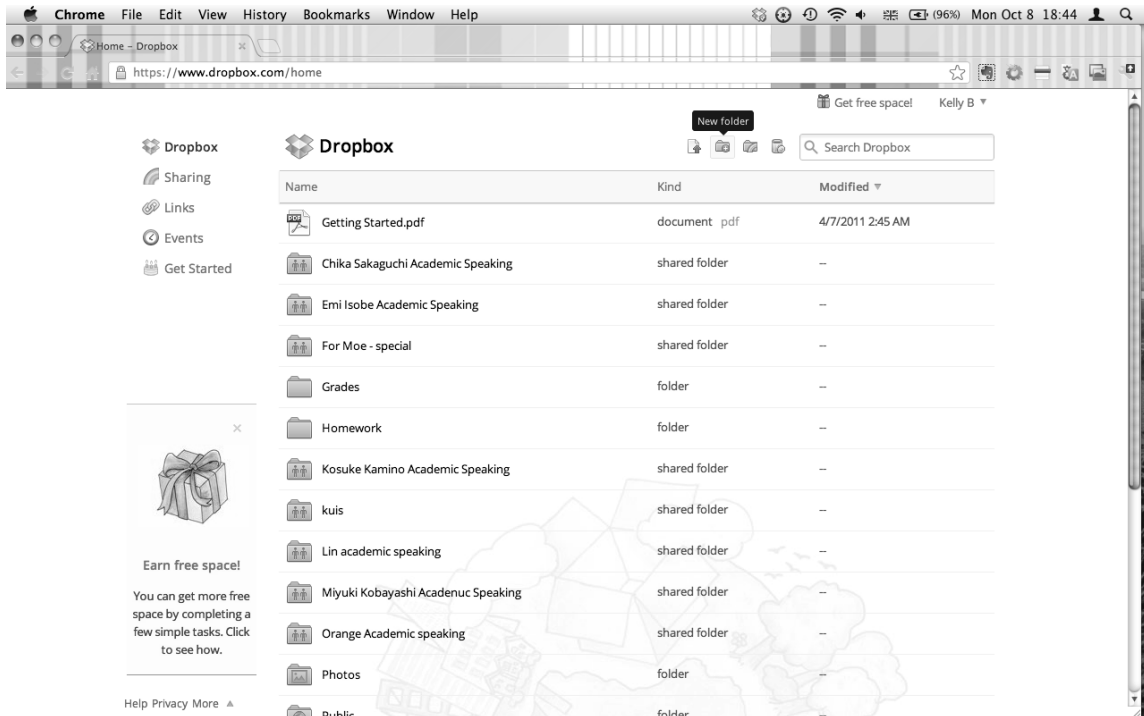 Chrome File Edit View History Bookmarks Window Help (96%) Mon Oct 8 18:44
Home – Dropbox
https://www.dropbox.com/home
Get free space! Kelly B
New folder
Dropbox
Sharing
Links
Events
Get Started
Dropbox
Search Dropbox
Name Kind Modified
PDF Getting Started.pdf document pdf 4/7/2011 2:45 AM
Chika Sakaguchi Academic Speaking shared folder --
Emi Isobe Academic Speaking shared folder --
For Moe - special shared folder --
Grades folder --
Homework folder --
Kosuke Kamino Academic Speaking shared folder --
kuis shared folder --
Lin academic speaking shared folder --
Miyuki Kobayashi Acadenuc Speaking shared folder --
Orange Academic speaking shared folder --
Photos folder --
Public folder
Earn free space!
You can get more free
space by completing a
few simple tasks. Click
to see how.
Help Privacy More